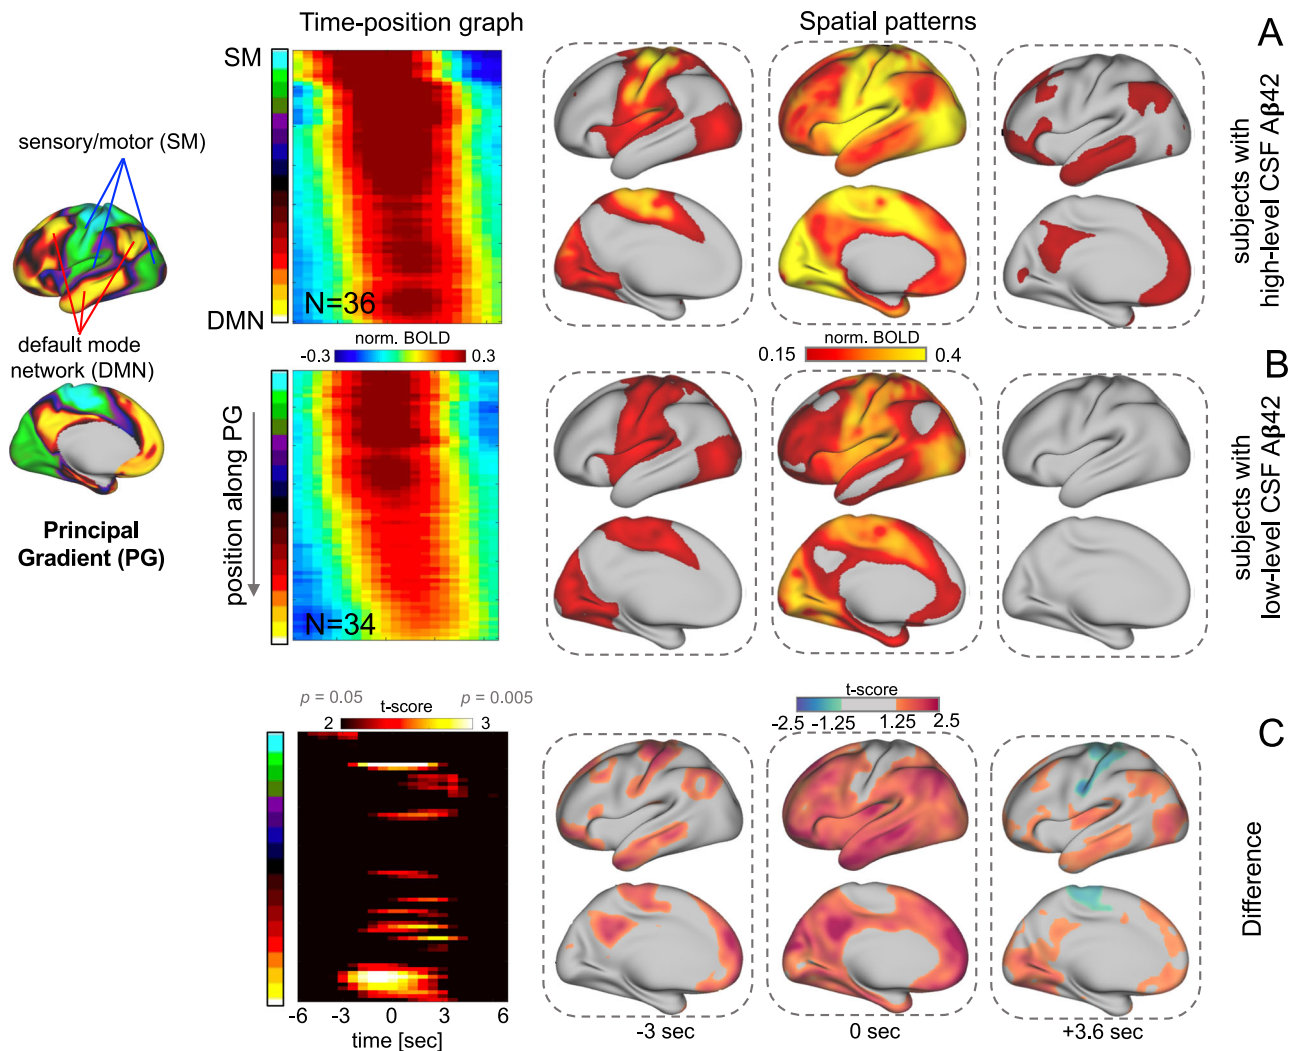 Time-position graph
Spatial patterns
A
SM
sensory/motor (SM)
subjects with
high-level CSF Aβ42
N=36
DMN
default mode
network (DMN)
norm. BOLD
-0.3
0.3
norm. BOLD
0.15
0.4
B
position along PG
Principal
Gradient (PG)
subjects with
low-level CSF Aβ42
N=34
p = 0.05
p = 0.005
t-score
2
3
t-score
-2.5
-1.25
1.25
2.5
C
Difference
-6
-3
0
3
6
time [sec]
-3 sec
0 sec
+3.6 sec